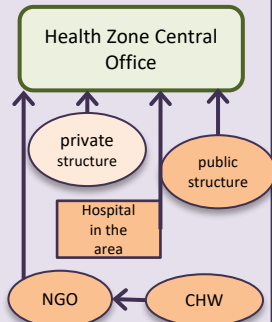 Health Zone Central
Office
private
structure
public
structure
Hospital
in the
area
NGO
CHW